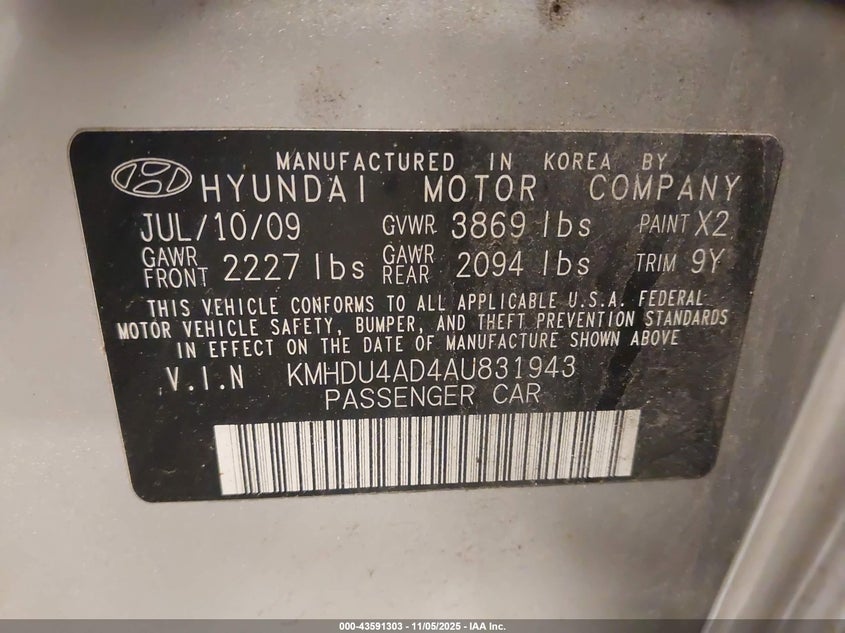 MANUFACTURED IN KOREA BY
HYUNDAI MOTOR COMPANY
JUL/10/09 GVWR 3869 lbs PAINT X2
GAWR FRONT 2227 lbs GAWR REAR 2094 lbs TRIM 9Y
THIS VEHICLE CONFORMS TO ALL APPLICABLE U.S.A. FEDERAL
MOTOR VEHICLE SAFETY, BUMPER, AND THEFT PREVENTION STANDARDS
IN EFFECT ON THE DATE OF MANUFACTURE SHOWN ABOVE
V.I.N KMHDU4AD4AU831943
PASSENGER CAR
000-43591303 - 11/05/2025 - IAA Inc.